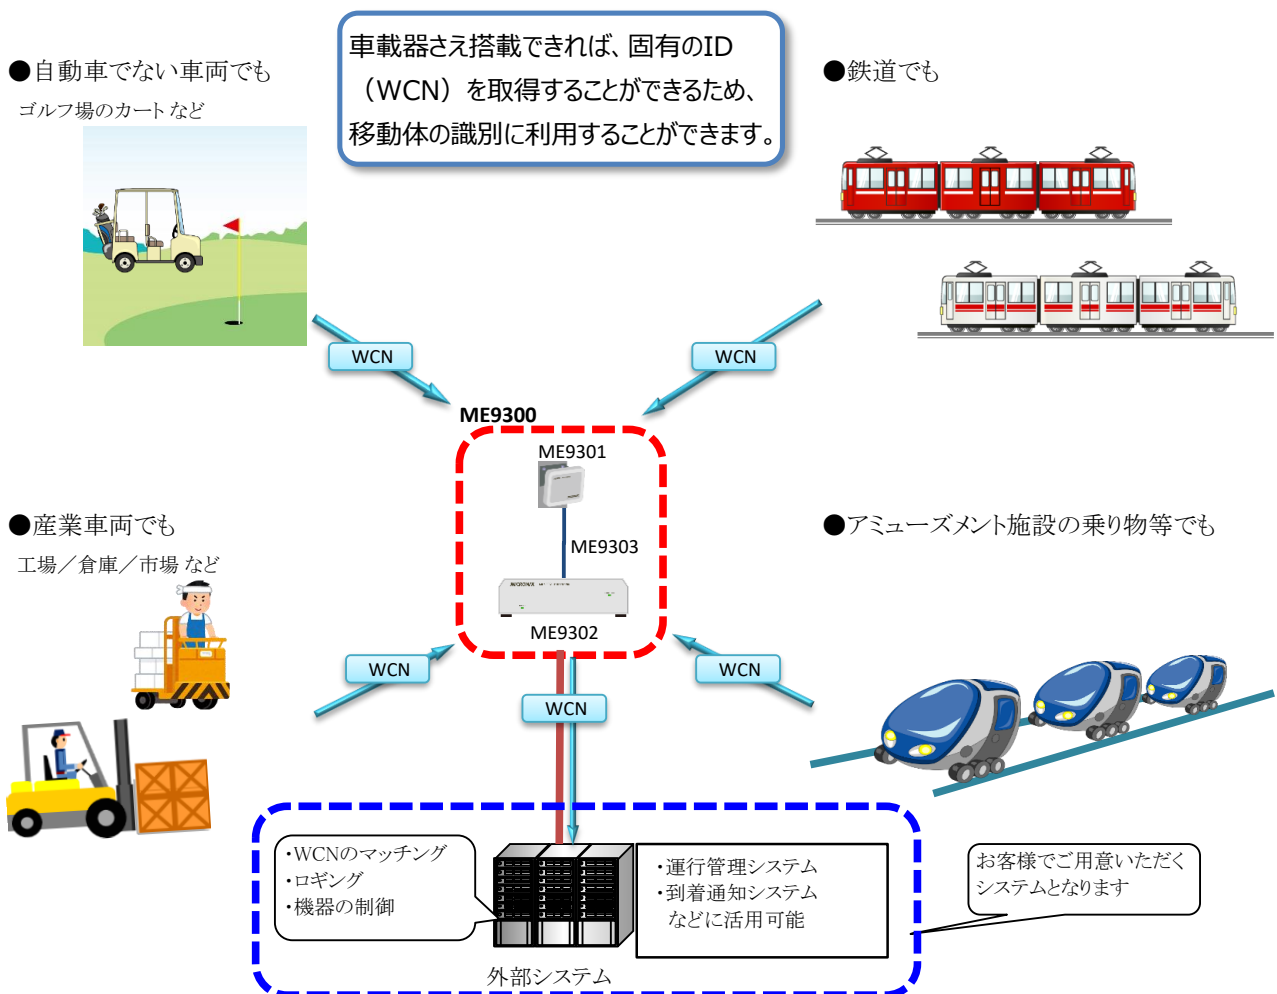 車載器さえ搭載できれば、固有のID
（WCN）を取得することができるため、
移動体の識別に利用することができます。
●自動車でない車両でも
ゴルフ場のカートなど
●鉄道でも
WCN
WCN
ME9300
ME9301
ME9303
ME9302
●産業車両でも
工場／倉庫／市場 など
●アミューズメント施設の乗り物等でも
WCN
WCN
WCN
・WCNのマッチング
・ロギング
・機器の制御
・運行管理システム
・到着通知システム
などに活用可能
お客様でご用意いただく
システムとなります
外部システム